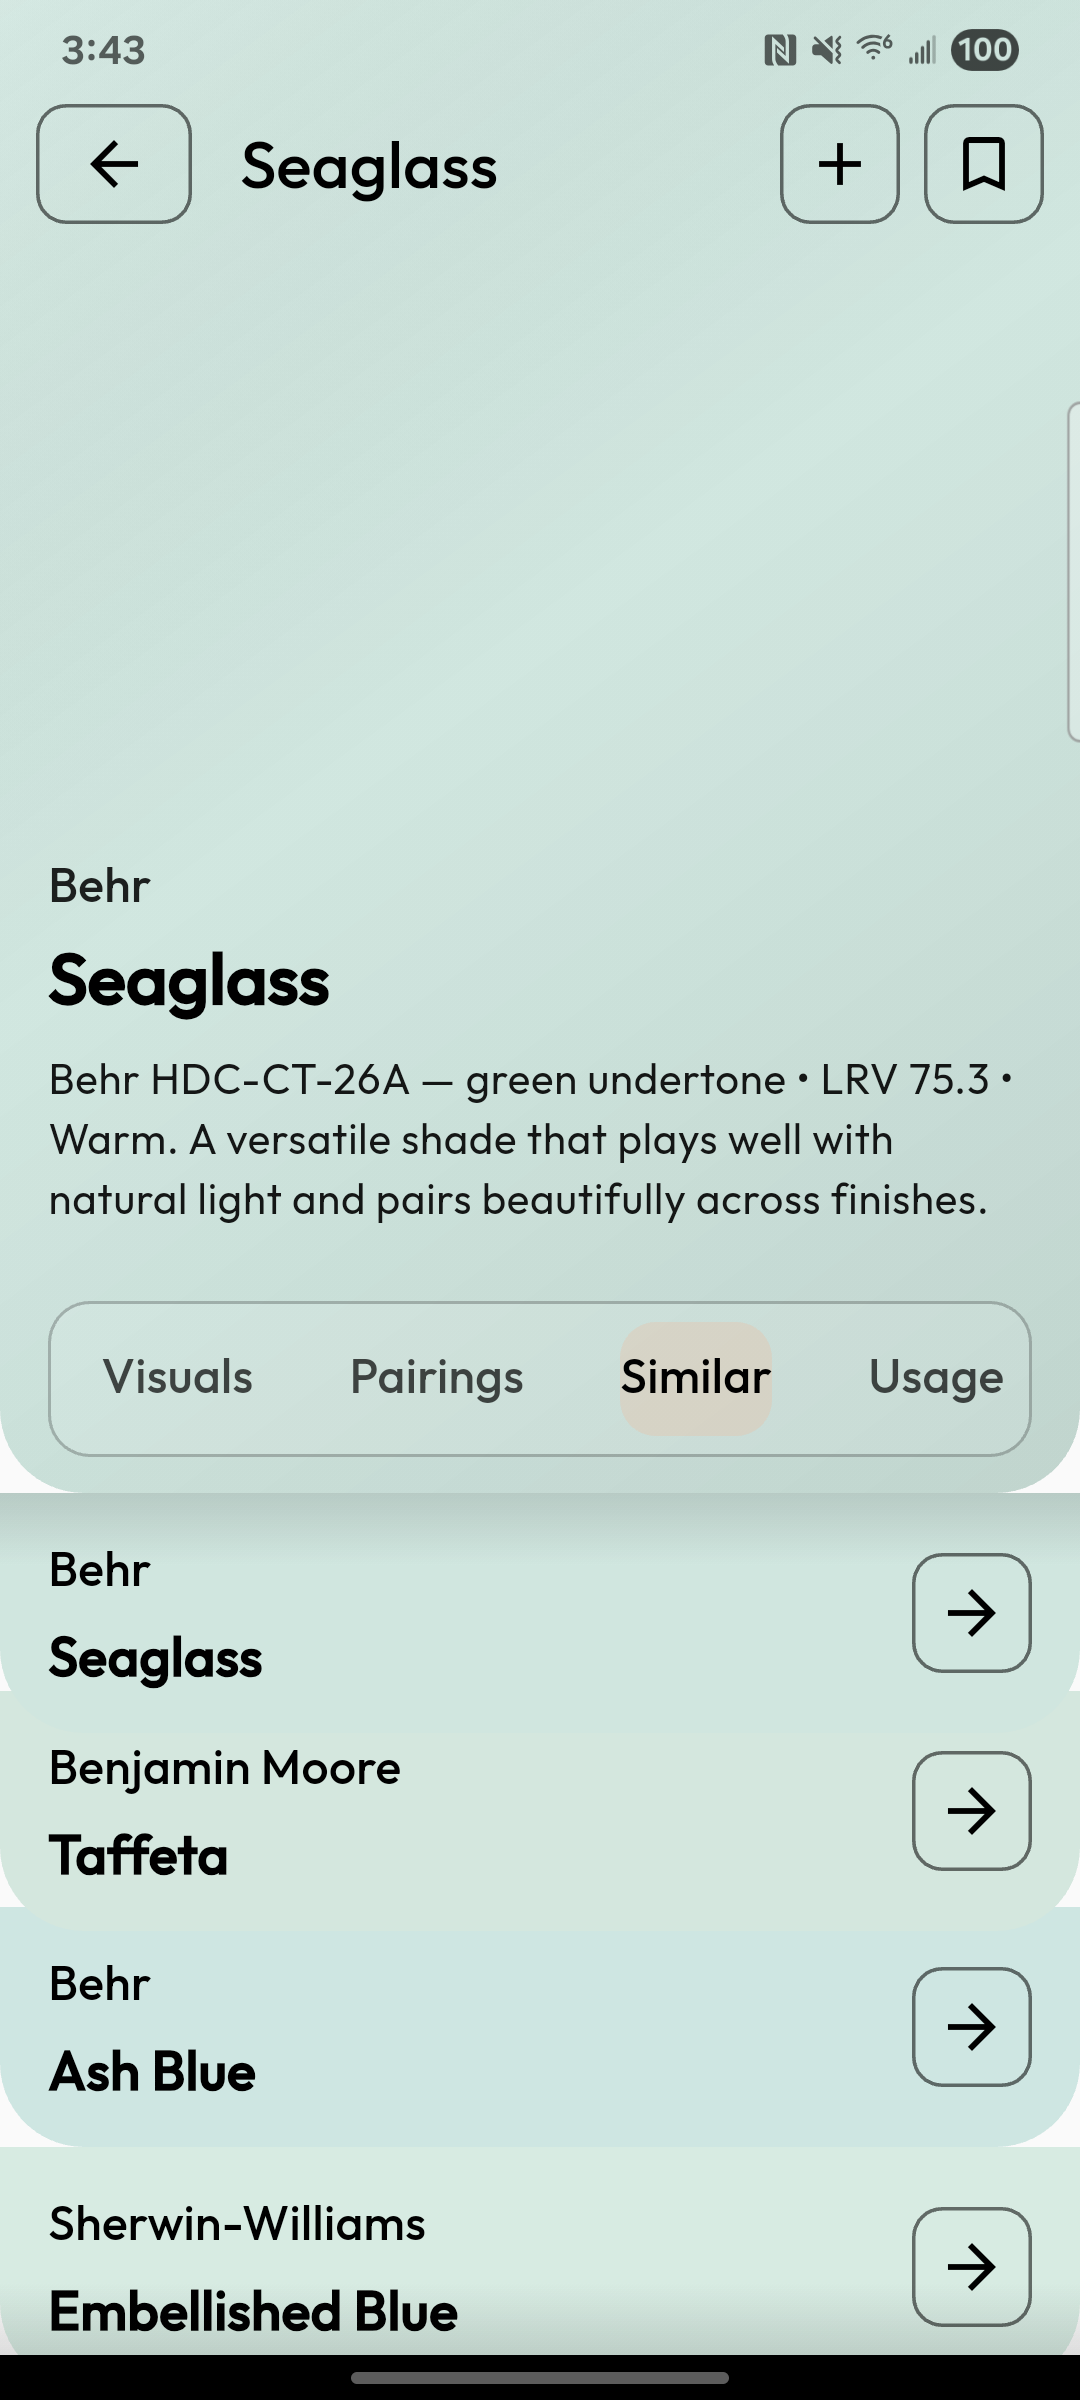 3:43
6
100
Seaglass
Behr
Seaglass
Behr HDC-CT-26A — green undertone • LRV 75.3 •
Warm. A versatile shade that plays well with
natural light and pairs beautifully across finishes.
Visuals Pairings Similar Usage
Behr
Seaglass
Benjamin Moore
Taffeta
Behr
Ash Blue
Sherwin-Williams
Embellished Blue